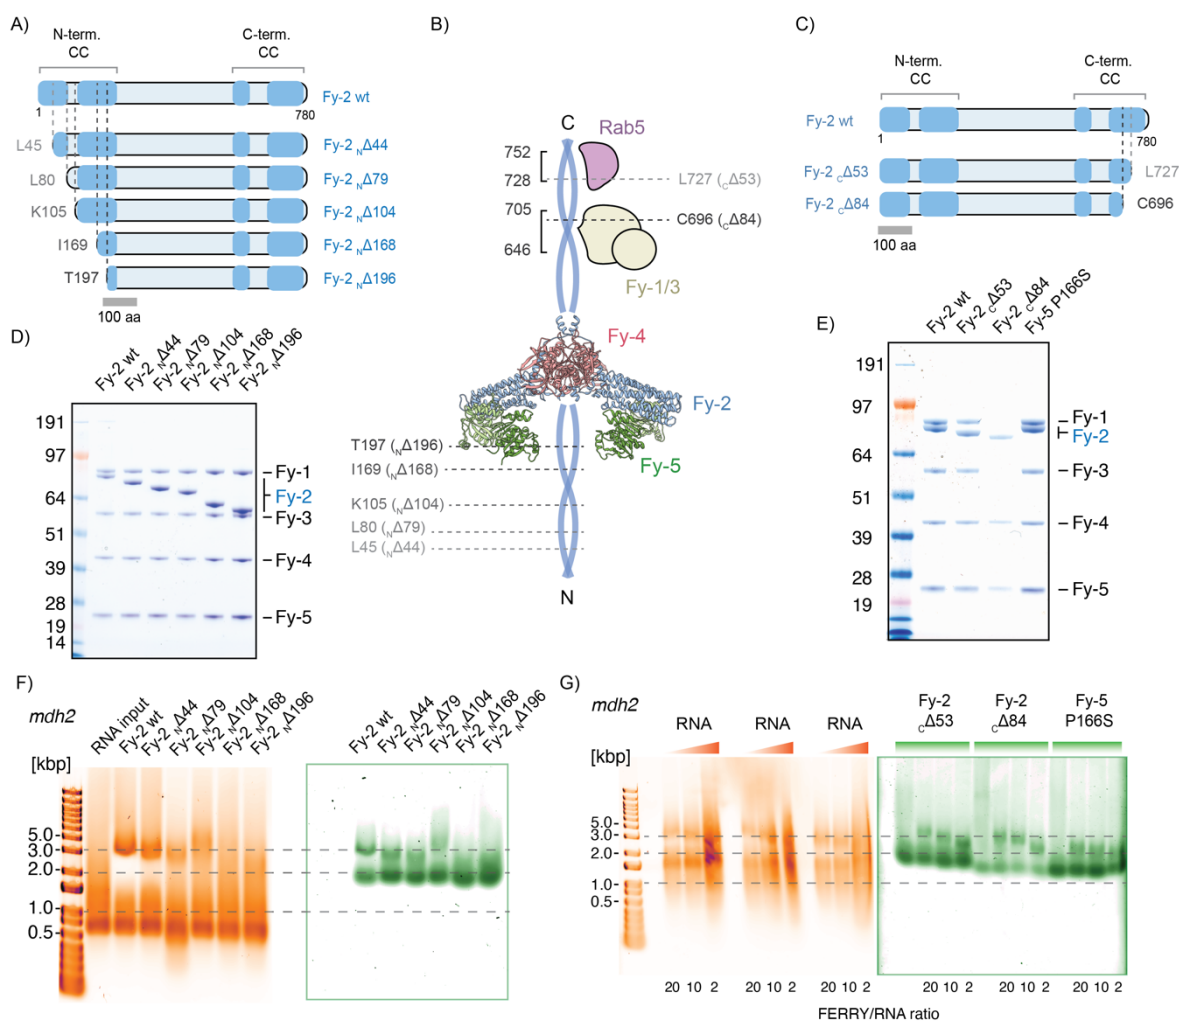 A)
N-term.
CC
C-term.
CC
Fy-2 wt
1
780
L45
Fy-2 NΔ44
L80
Fy-2 NΔ79
K105
Fy-2 NΔ104
I169
Fy-2 NΔ168
T197
Fy-2 NΔ196
100 aa
B)
C
Rab5
752
728
L727 (CΔ53)
705
C696 (CΔ84)
646
Fy-1/3
Fy-4
Fy-2
Fy-5
T197 (NΔ196)
I169 (NΔ168)
K105 (NΔ104)
L80 (NΔ79)
L45 (NΔ44)
N
C)
N-term.
CC
C-term.
CC
Fy-2 wt
1
780
Fy-2 CΔ53
L727
Fy-2 CΔ84
C696
100 aa
D)
Fy-2 wt
Fy-2 NΔ44
Fy-2 NΔ79
Fy-2 NΔ104
Fy-2 NΔ168
Fy-2 NΔ196
191
97
64
51
39
28
19
14
Fy-1
Fy-2
Fy-3
Fy-4
Fy-5
E)
Fy-2 wt
Fy-2 CΔ53
Fy-2 CΔ84
Fy-5 P166S
191
97
64
51
39
28
19
Fy-1
Fy-2
Fy-3
Fy-4
Fy-5
F)
mdh2
RNA input
Fy-2 wt
Fy-2 NΔ44
Fy-2 NΔ79
Fy-2 NΔ104
Fy-2 NΔ168
Fy-2 NΔ196
Fy-2 wt
Fy-2 NΔ44
Fy-2 NΔ79
Fy-2 NΔ104
Fy-2 NΔ168
Fy-2 NΔ196
[kbp]
5.0
3.0
2.0
1.0
0.5
G)
mdh2
RNA
RNA
RNA
Fy-2
CΔ53
Fy-2
CΔ84
Fy-5
P166S
[kbp]
5.0
3.0
2.0
1.0
0.5
20 10 2
20 10 2
20 10 2
20 10 2
20 10 2
20 10 2
FERRY/RNA ratio